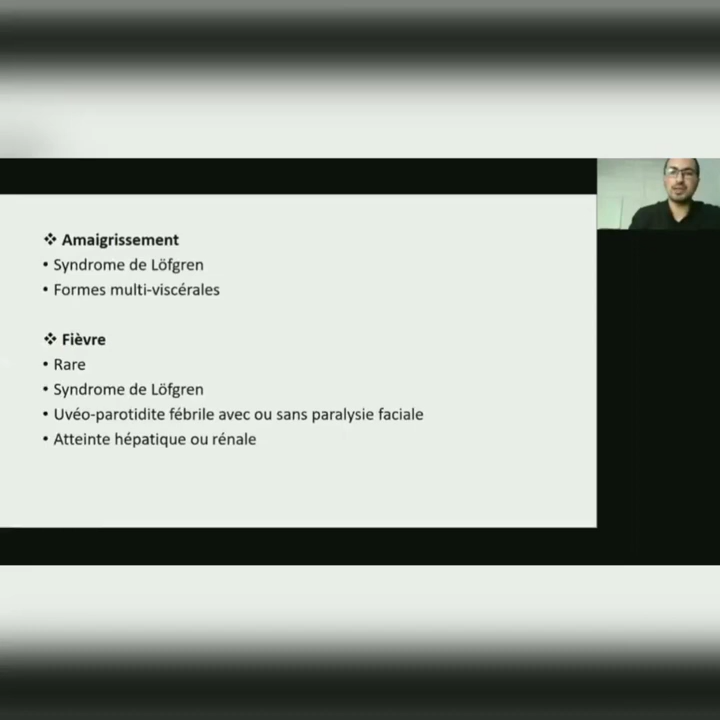 ❖ Amaigrissement
• Syndrome de Löfgren
• Formes multi-viscérales
❖ Fièvre
• Rare
• Syndrome de Löfgren
• Uvéo-parotidite fébrile avec ou sans paralysie faciale
• Atteinte hépatique ou rénale